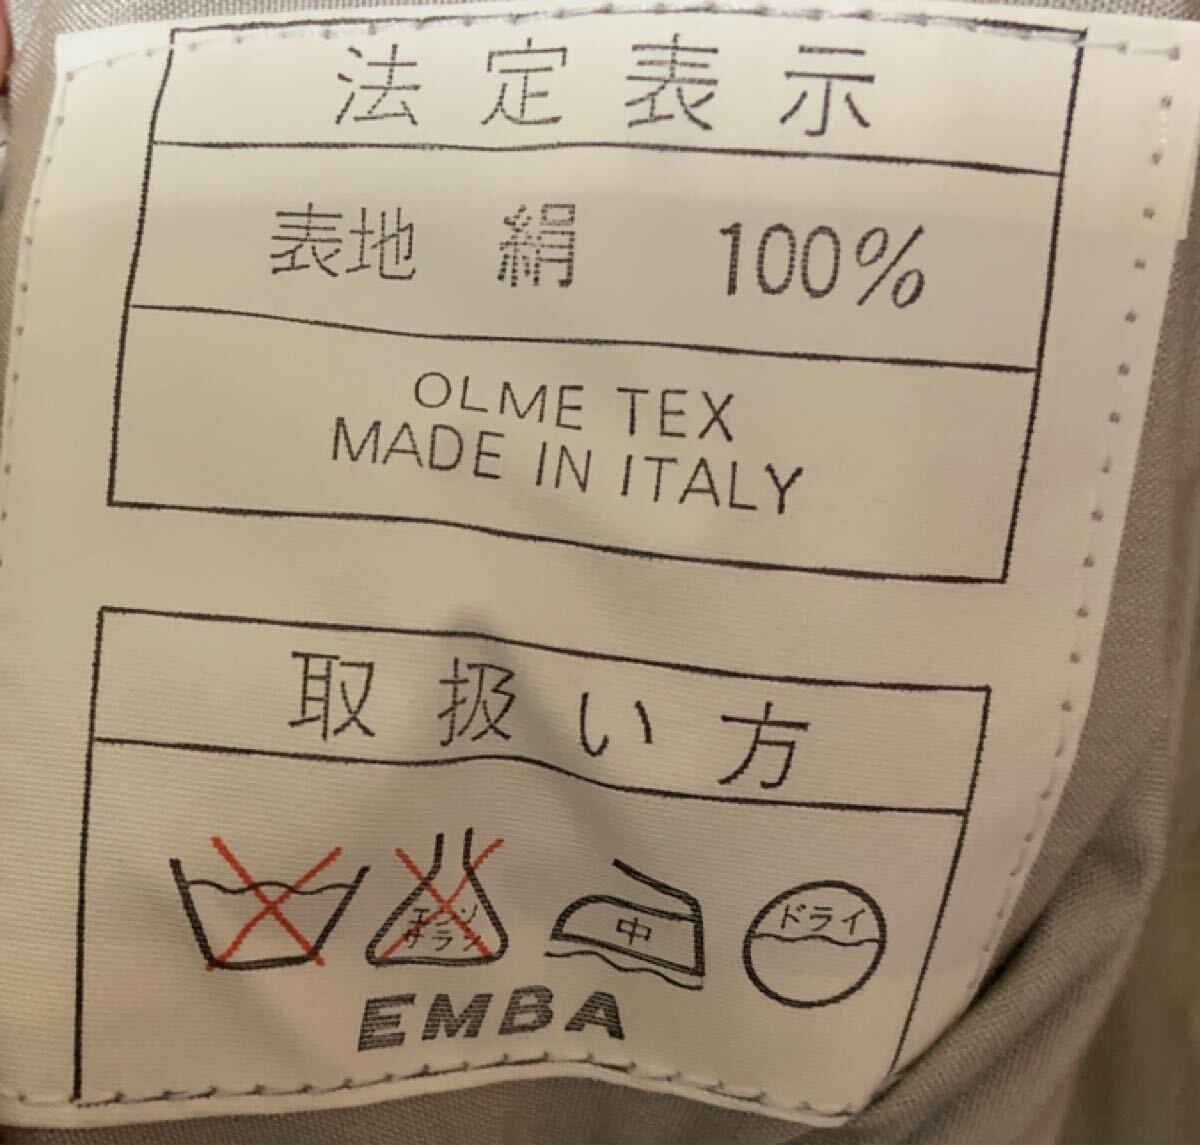 法定表示
表地 絹 100%
OLME TEX
MADE IN ITALY
取扱い方
エンソ
サラシ
中
ドライ
EMBA